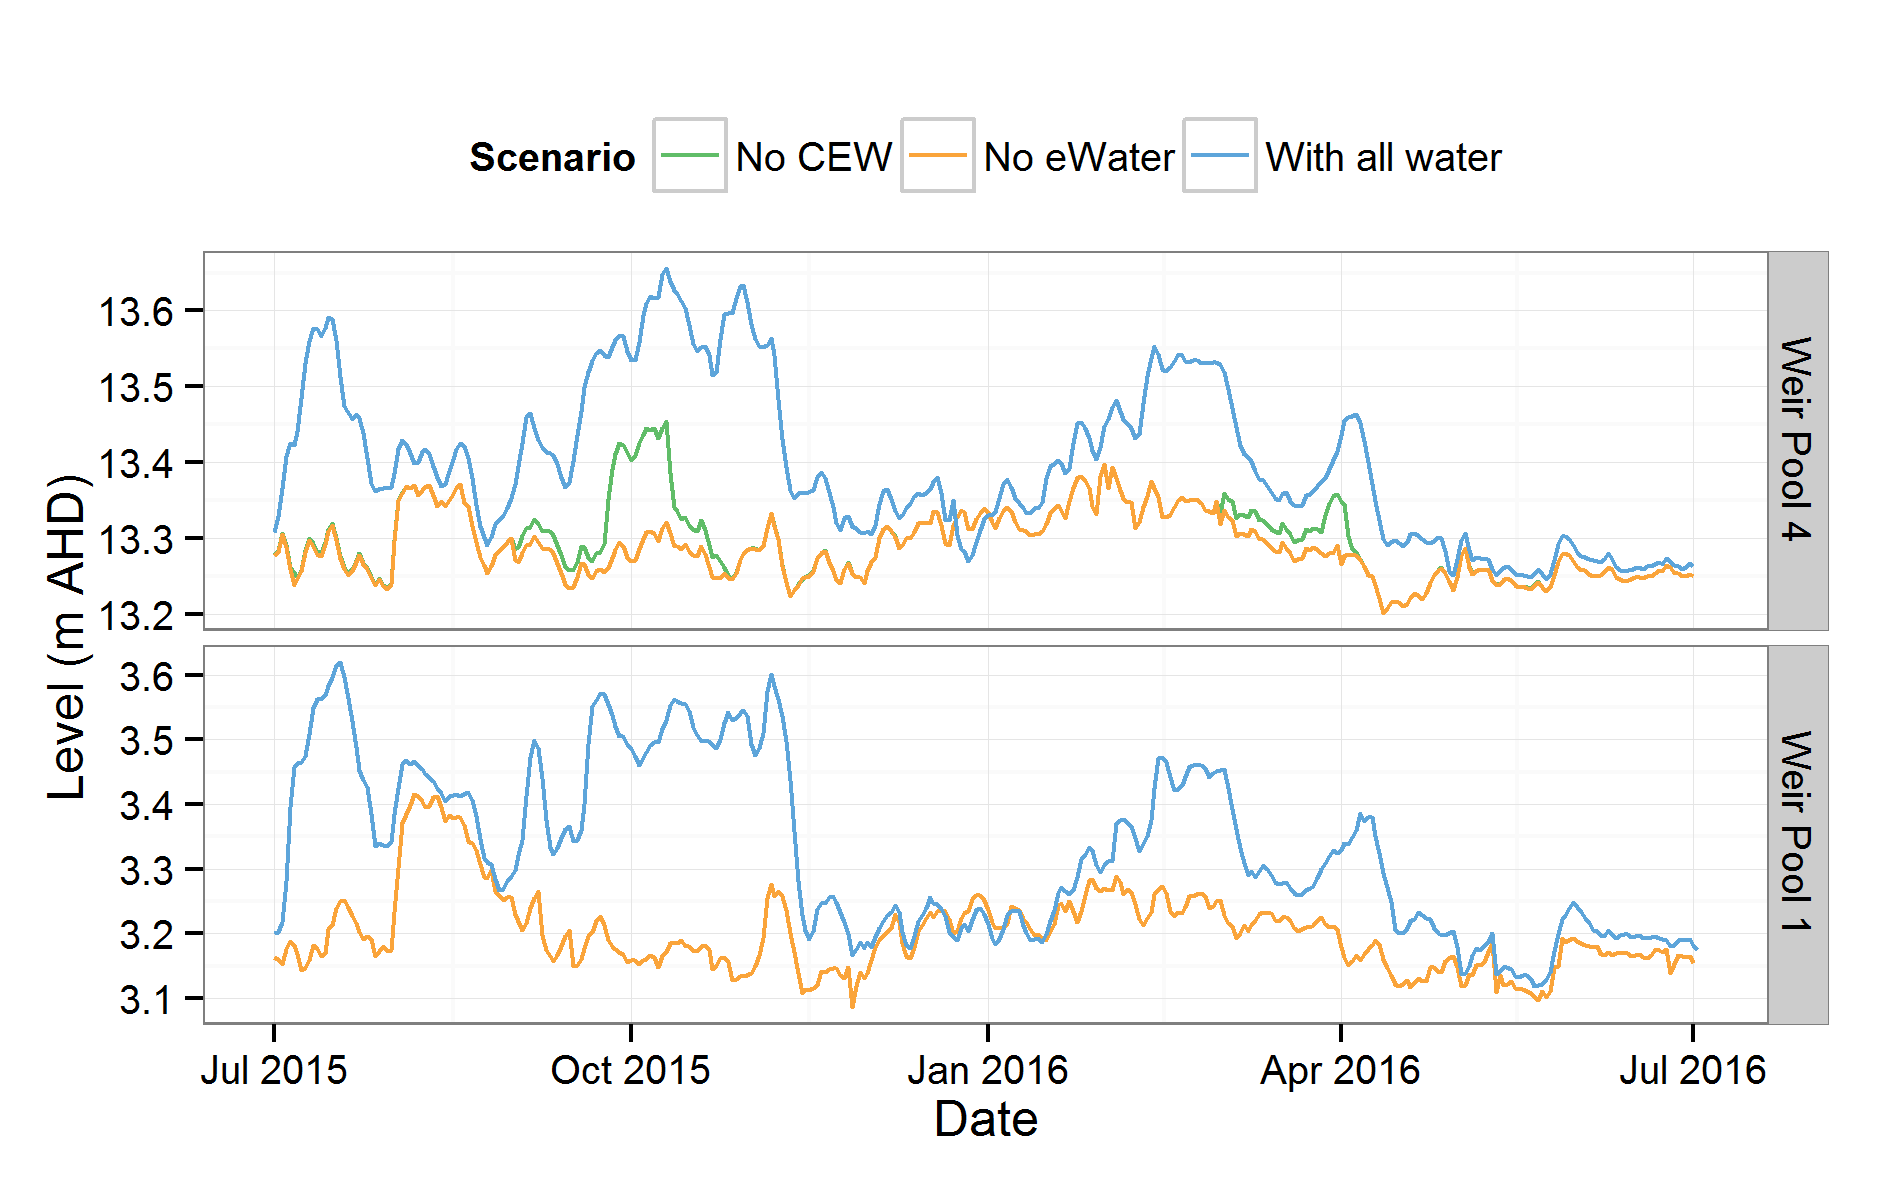 Scenario No CEW No eWater With all water
Level (m AHD)
13.6
13.5
13.4
13.3
13.2
Weir Pool 4
3.6
3.5
3.4
3.3
3.2
3.1
Weir Pool 1
Jul 2015 Oct 2015 Jan 2016 Apr 2016 Jul 2016
Date